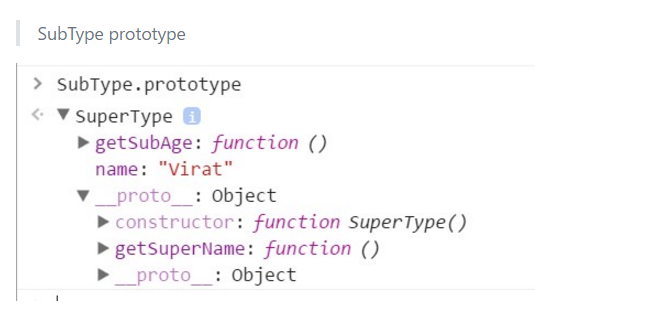 SubType prototype
> SubType.prototype
<· ▼ SuperType i
▶ getSubAge: function ()
name: "Virat"
▼ __proto__: Object
▶ constructor: function SuperType()
▶ getSuperName: function ()
▶ __proto__: Object